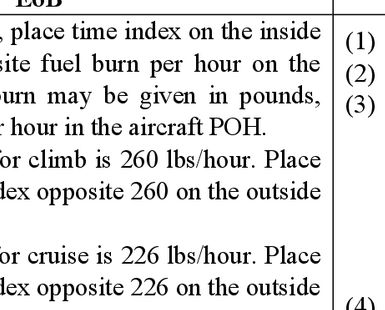 EoB
, place time index on the inside
site fuel burn per hour on the
burn may be given in pounds,
r hour in the aircraft POH.
for climb is 260 lbs/hour. Place
dex opposite 260 on the outside
for cruise is 226 lbs/hour. Place
dex opposite 226 on the outside
(1)
(2)
(3)
(4)